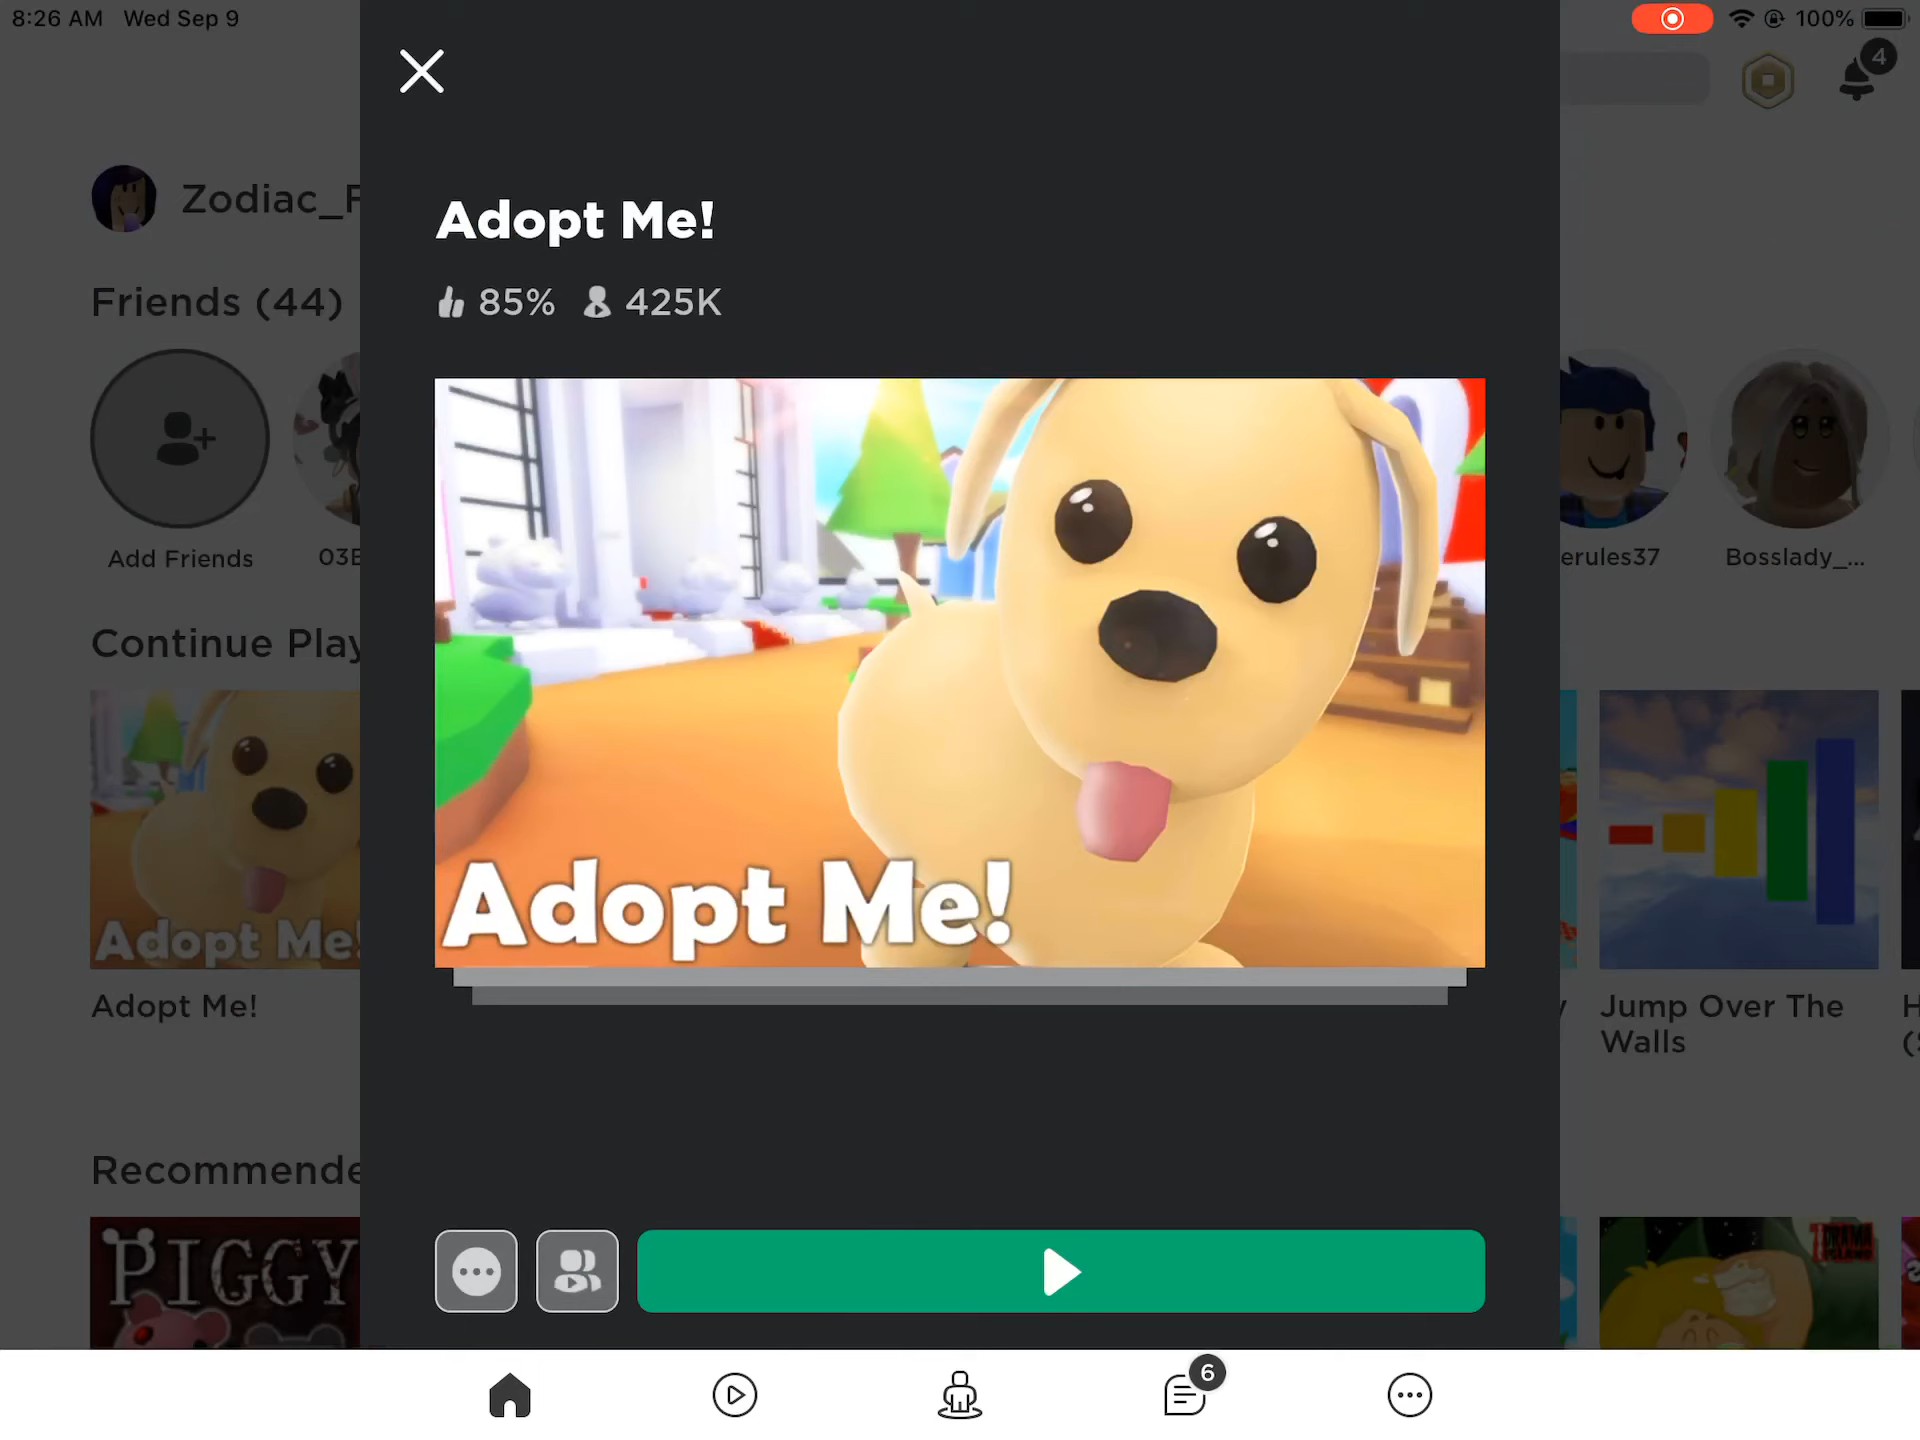 8:26 AM Wed Sep 9
100%
4
Zodiac_F
Adopt Me!
85% 425K
Friends (44)
Add Friends
erules37
Bosslady_...
Continue Play
Adopt Me!
Adopt Me!
Adopt Me!
Jump Over The
Walls
Recommende
PIGGY
6